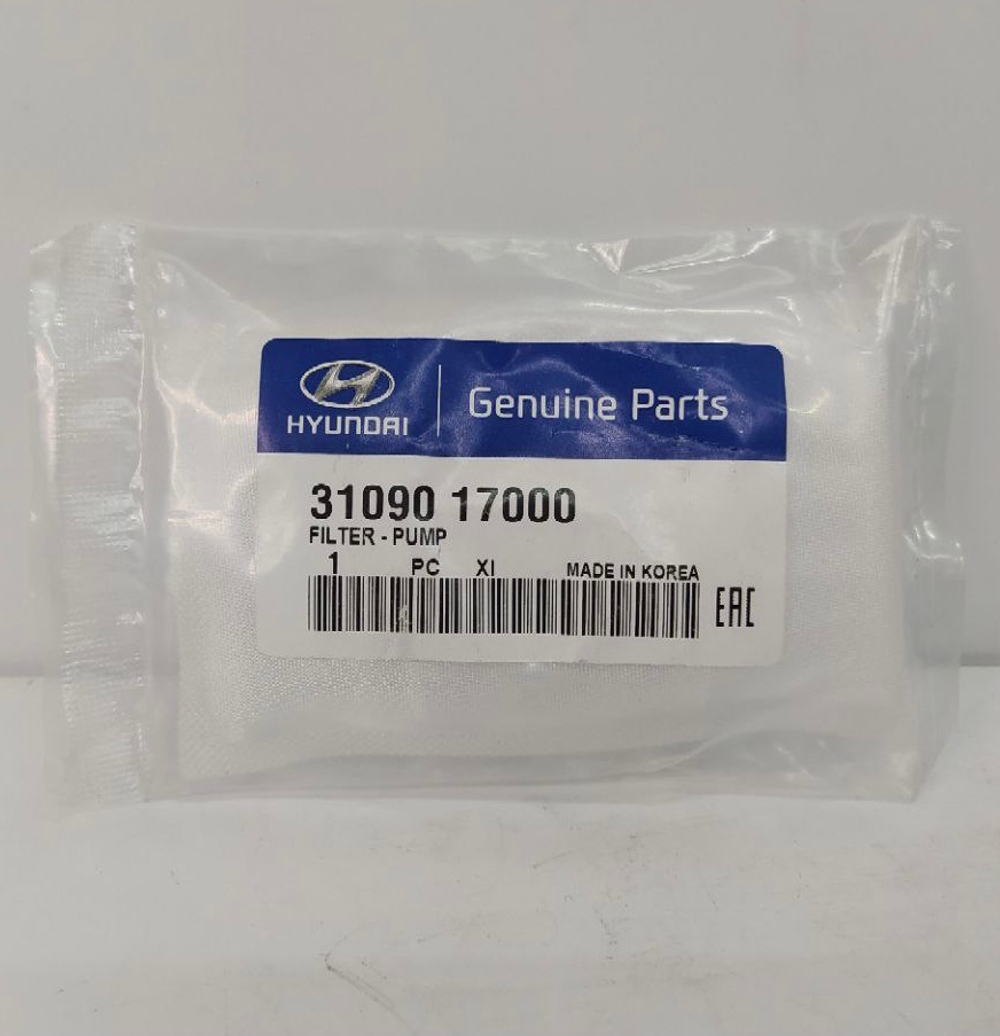 HYUNDAI
Genuine Parts
31090 17000
FILTER - PUMP
1 PC XI MADE IN KOREA
EAC